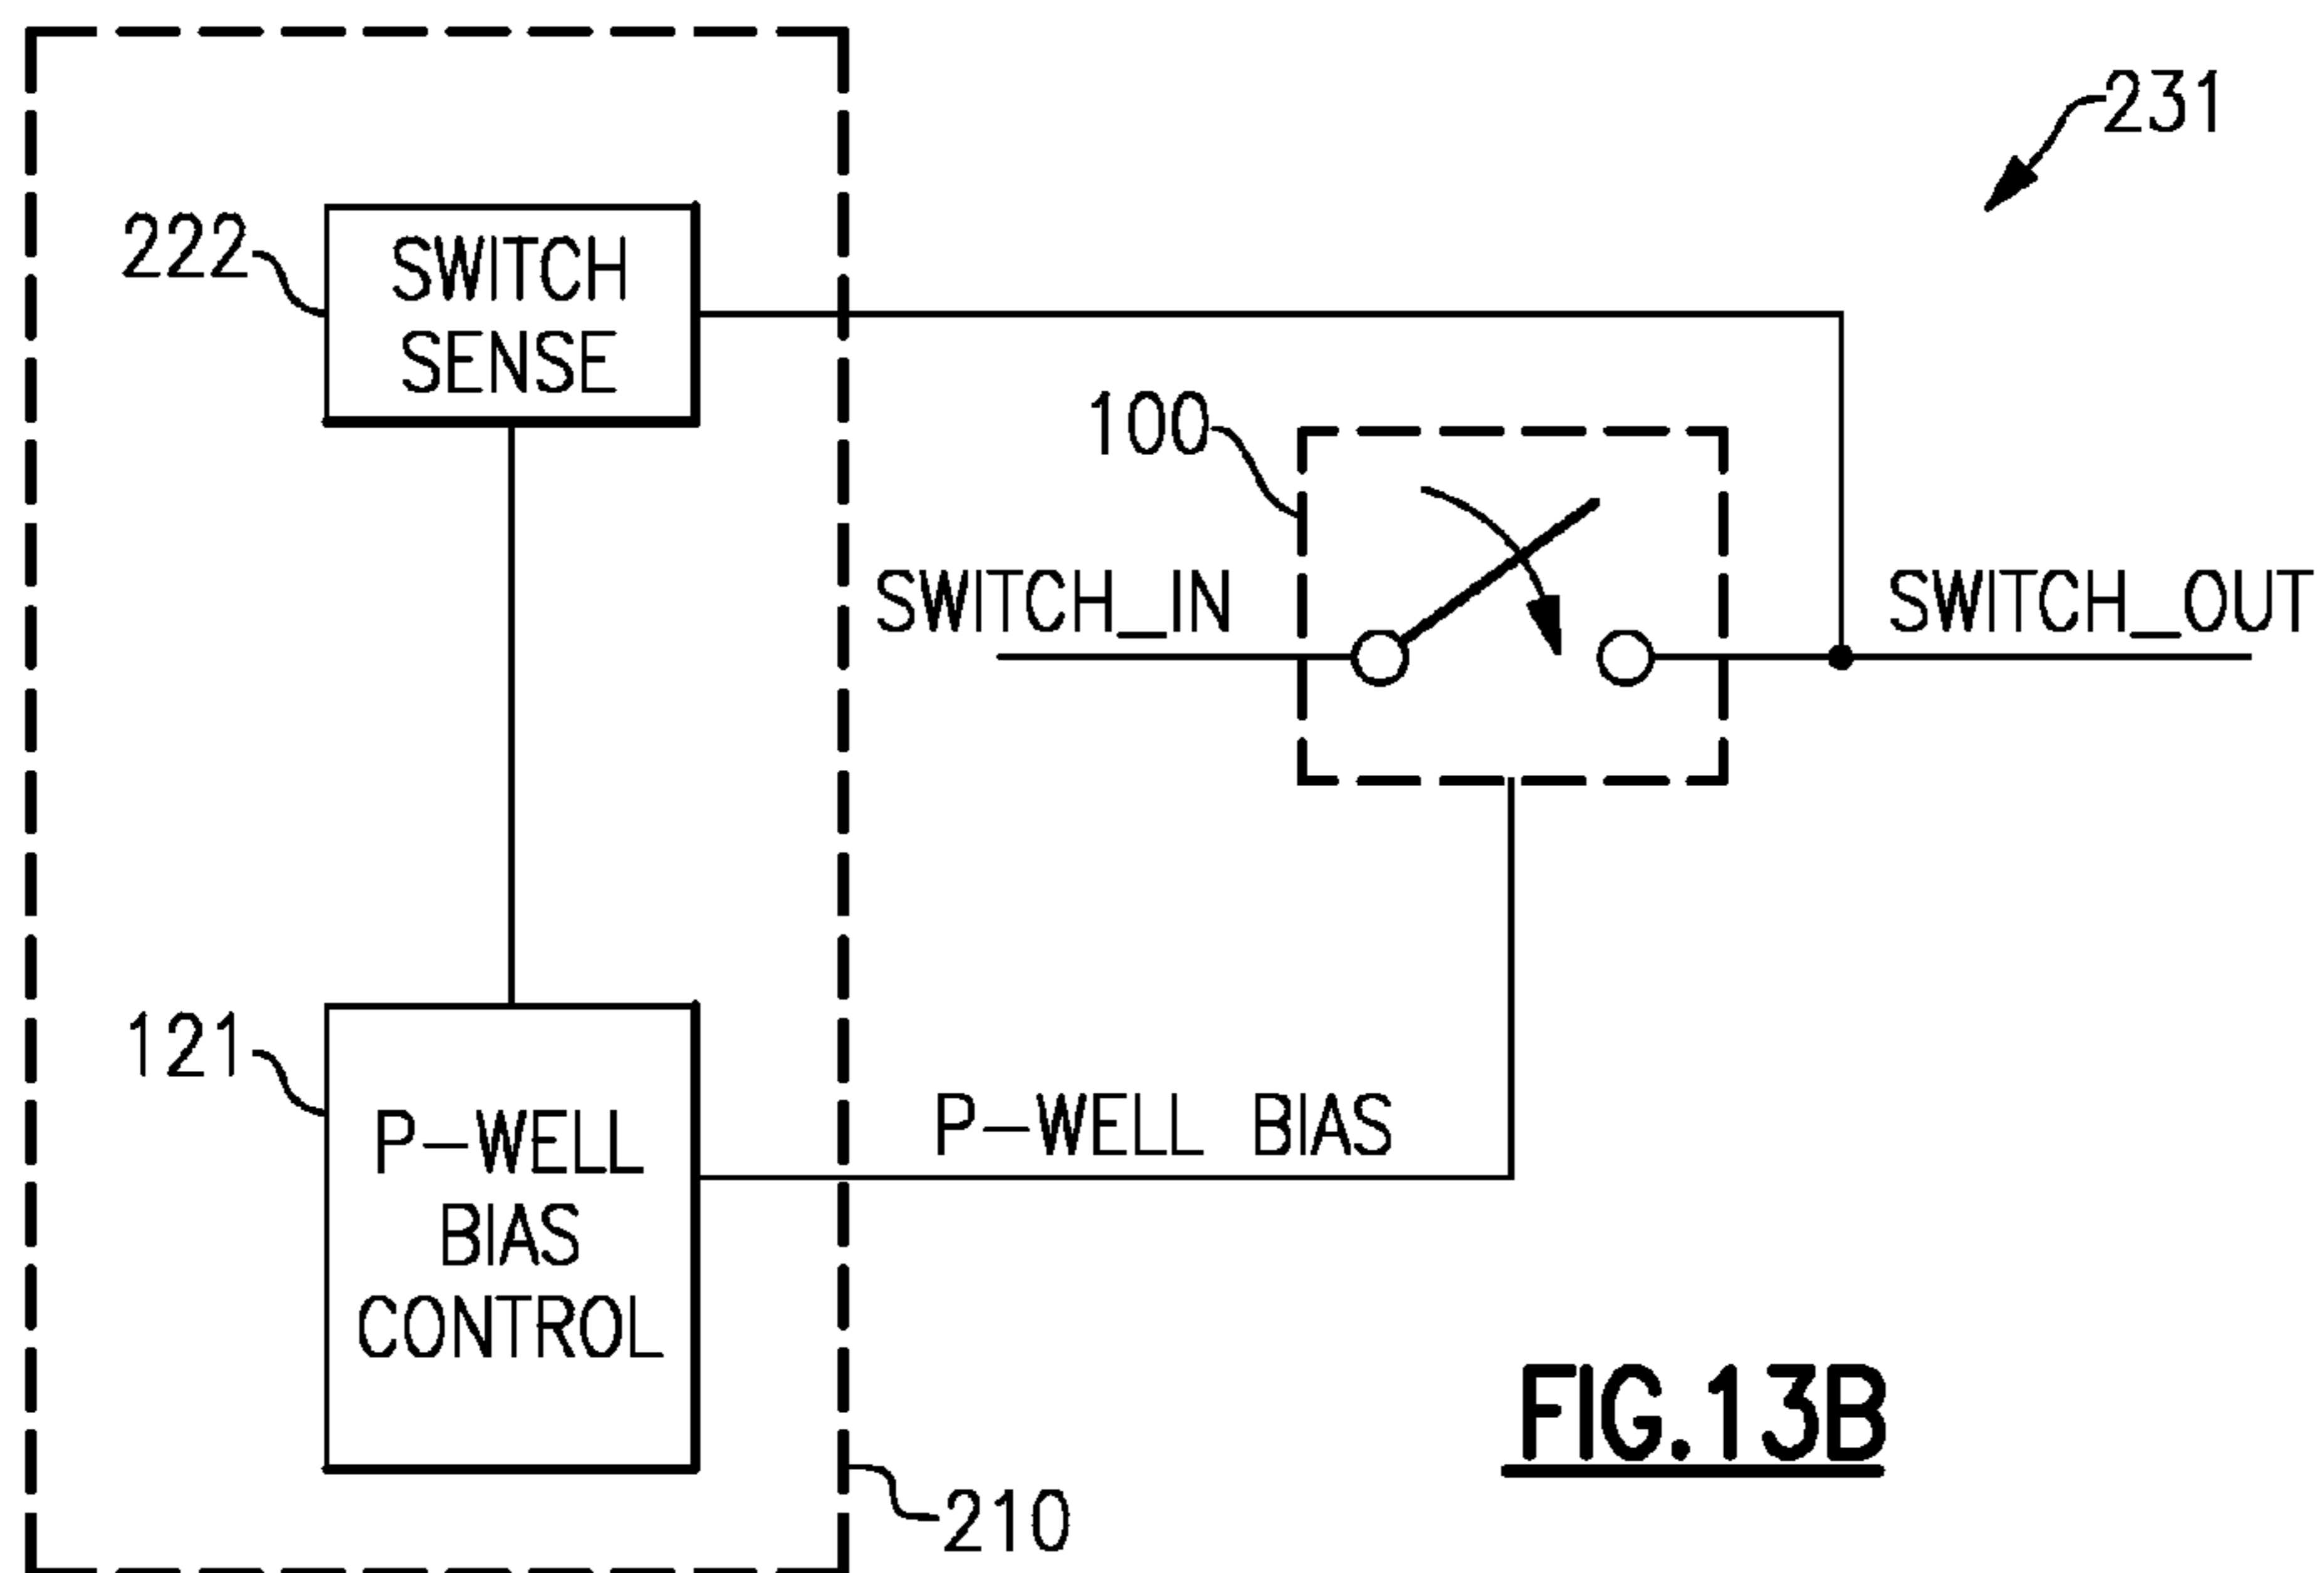 231
222
SWITCH
SENSE
100
SWITCH_IN
SWITCH_OUT
121
P-WELL
BIAS
CONTROL
P-WELL BIAS
210
FIG.13B